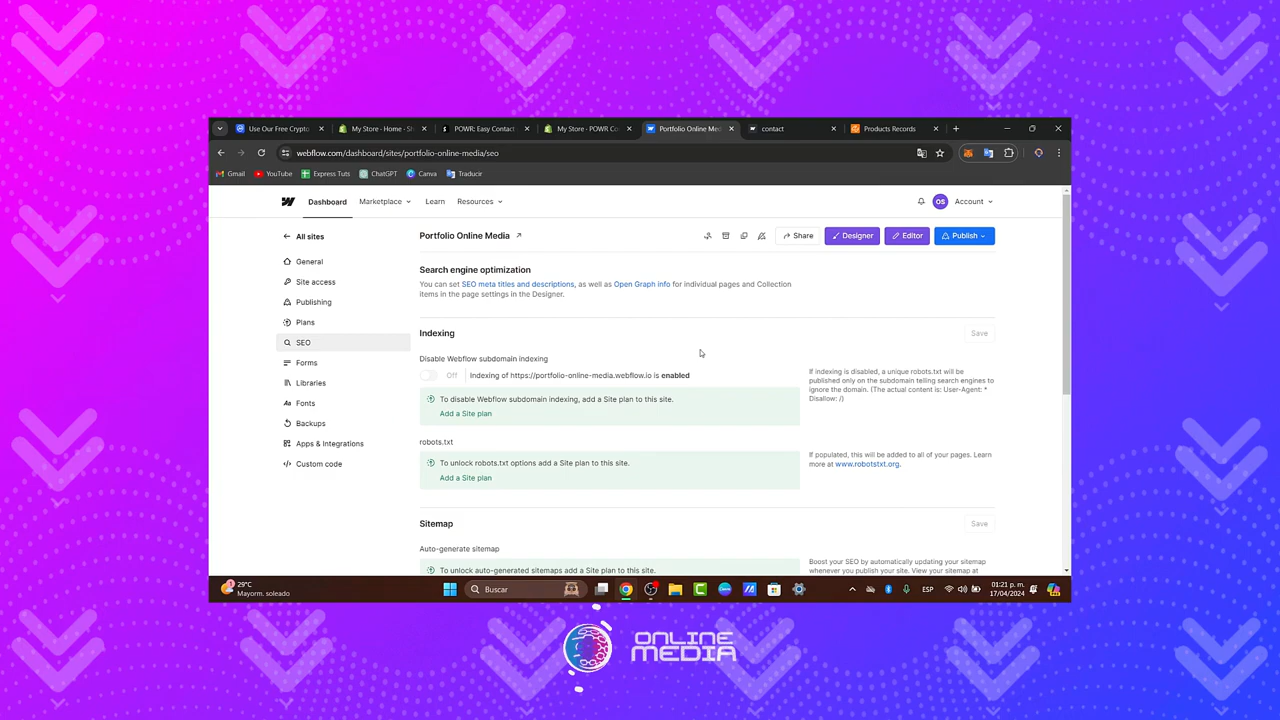 Use Our Free Crypto
My Store - Home - Sh
POWR: Easy Contact
My Store - POWR Co
Portfolio Online Med
contact
Products Records
webflow.com/dashboard/sites/portfolio-online-media/seo
Gmail
YouTube
Express Tuts
ChatGPT
Canva
Traducir
Dashboard
Marketplace
Learn
Resources
OS
Account
All sites
General
Site access
Publishing
Plans
SEO
Forms
Libraries
Fonts
Backups
Apps & Integrations
Custom code
Portfolio Online Media
Share
Designer
Editor
Publish
Search engine optimization
You can set SEO meta titles and descriptions, as well as Open Graph info for individual pages and Collection
items in the page settings in the Designer.
Indexing
Save
Disable Webflow subdomain indexing
Off
Indexing of https://portfolio-online-media.webflow.io is enabled
To disable Webflow subdomain indexing, add a Site plan to this site.
Add a Site plan
If indexing is disabled, a unique robots.txt will be
published only on the subdomain telling search engines to
ignore the domain. (The actual content is: User-Agent: *
Disallow: /)
robots.txt
To unlock robots.txt options add a Site plan to this site.
Add a Site plan
If populated, this will be added to all of your pages. Learn
more at www.robotstxt.org.
Sitemap
Save
Auto-generate sitemap
To unlock auto-generated sitemaps add a Site plan to this site.
Boost your SEO by automatically updating your sitemap
whenever you publish your site. View your sitemap at
1
29°C
Mayorm. soleado
Buscar
ESP
01:21 p. m.
17/04/2024
ONLINE
MEDIA